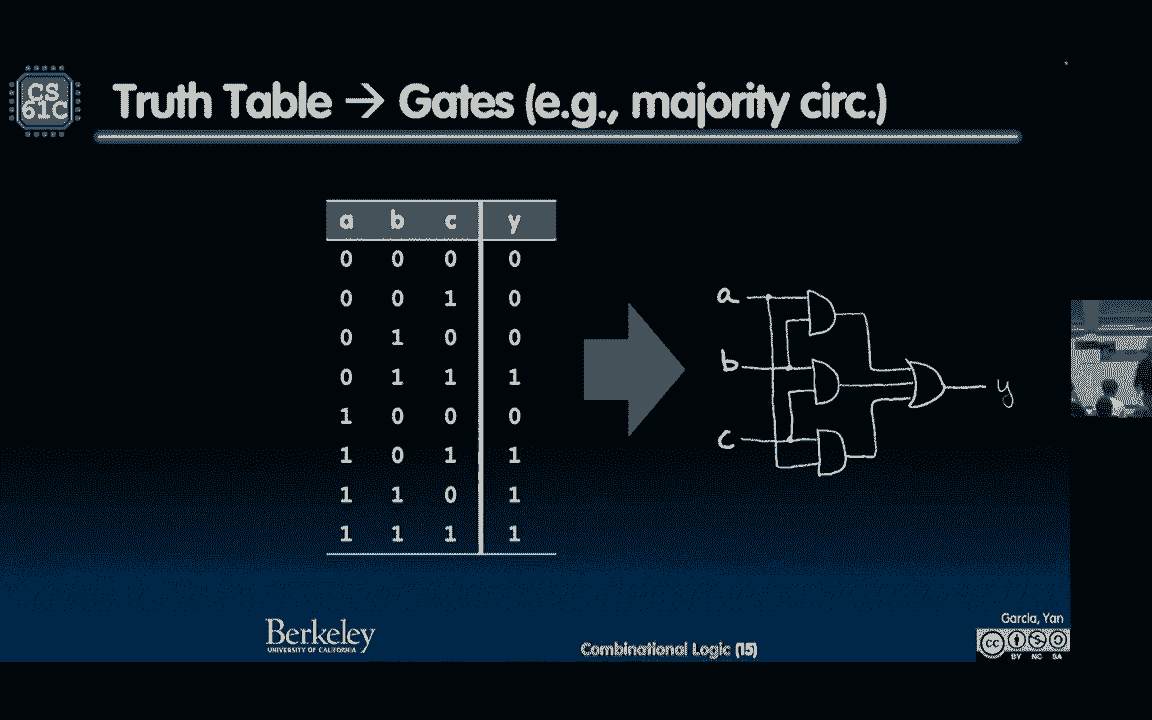 CS
61C
Truth Table → Gates (e.g., majority circ.)
a b c y
0 0 0 0
0 0 1 0
0 1 0 0
0 1 1 1
1 0 0 0
1 0 1 1
1 1 0 1
1 1 1 1
a
b
c
y
Berkeley
UNIVERSITY OF CALIFORNIA
Combinational Logic (15)
Garcia, Yan
cc
BY NC SA